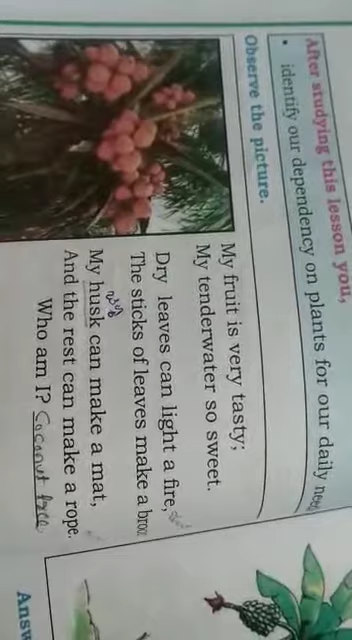 After studying this lesson you,
• identify our dependency on plants for our daily
Observe the picture.
My fruit is very tasty;
My tenderwater so sweet.
Dry leaves can light a fire,
The sticks of leaves make a
My husk can make a mat,
And the rest can make a rope.
Who am I? Coconut tree
Answ